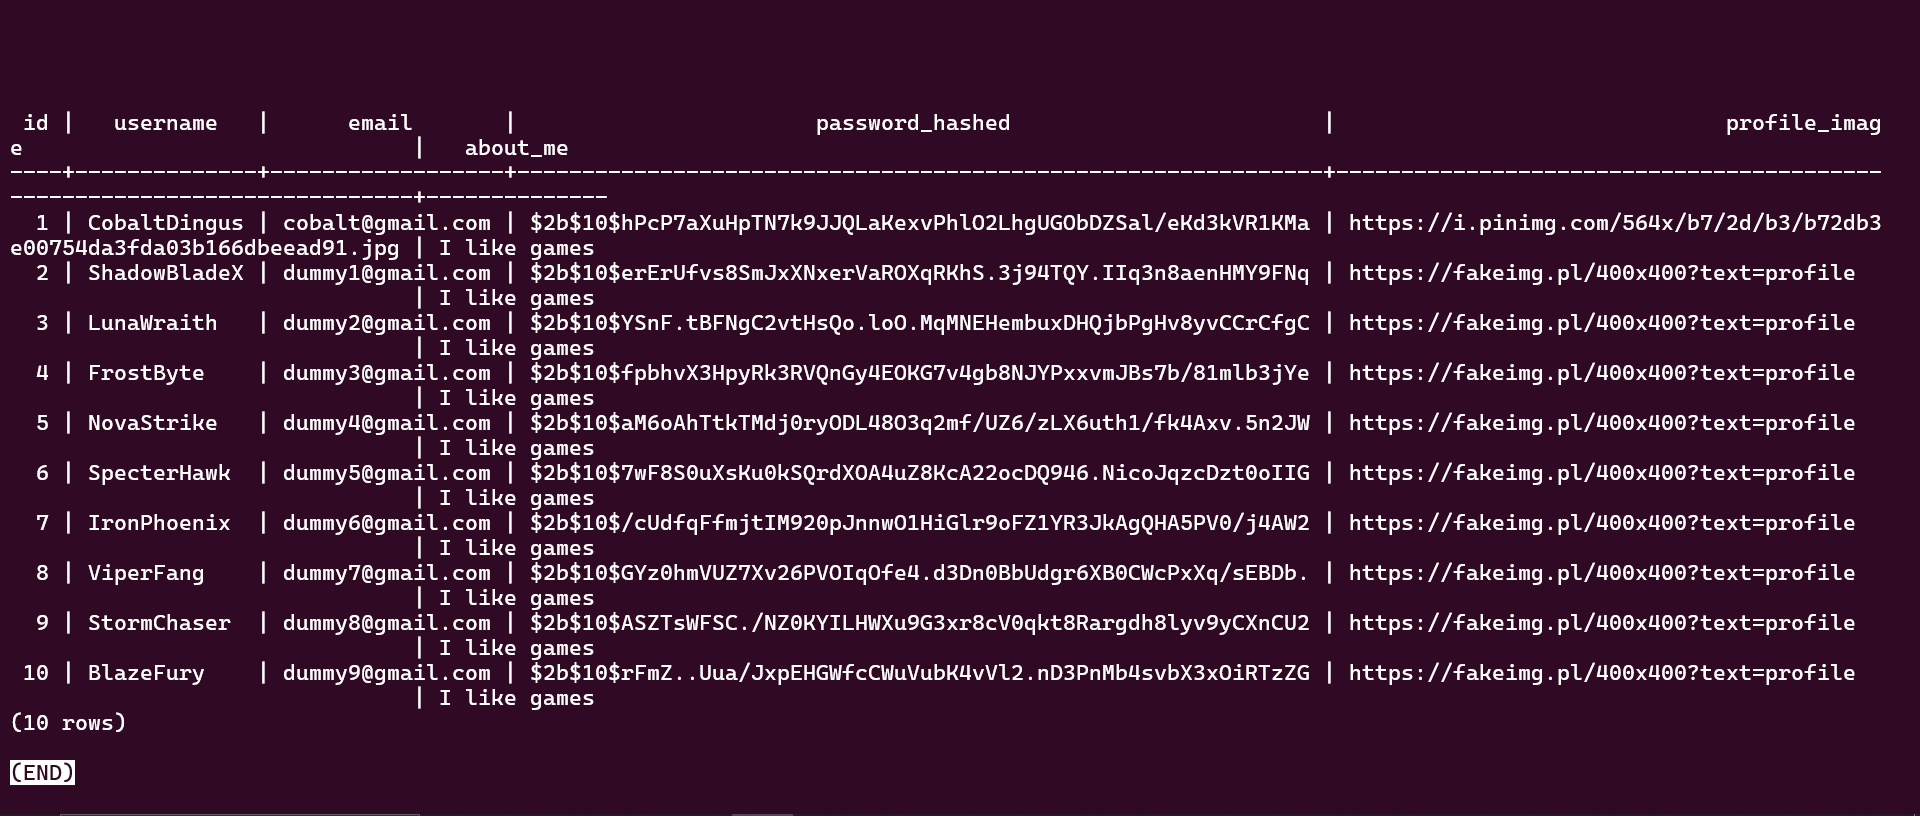 id | username | email | password_hashed | profile_imag
e | about_me
----+--------------+------------------+--------------------------------------------------------------+------------------------------------------
-------------------------------+--------------
1 | CobaltDingus | cobalt@gmail.com | $2b$10$hPcP7aXuHpTN7k9JJQLaKexvPhlO2LhgUGObDZSal/eKd3kVR1KMa | https://i.pinimg.com/564x/b7/2d/b3/b72db3
e00754da3fda03b166dbeead91.jpg | I like games
2 | ShadowBladeX | dummy1@gmail.com | $2b$10$erErUfvs8SmJxXNxerVaROXqRKhS.3j94TQY.IIq3n8aenHMY9FNq | https://fakeimg.pl/400x400?text=profile
| I like games
3 | LunaWraith | dummy2@gmail.com | $2b$10$YSnF.tBFNgC2vtHsQo.loO.MqMNEHembuxDHQjbPgHv8yvCCrCfgC | https://fakeimg.pl/400x400?text=profile
| I like games
4 | FrostByte | dummy3@gmail.com | $2b$10$fpbhvX3HpyRk3RVQnGy4EOKG7v4gb8NJYPxxvmJBs7b/81mlb3jYe | https://fakeimg.pl/400x400?text=profile
| I like games
5 | NovaStrike | dummy4@gmail.com | $2b$10$aM6oAhTtkTMdj0ryODL48O3q2mf/UZ6/zLX6uth1/fk4Axv.5n2JW | https://fakeimg.pl/400x400?text=profile
| I like games
6 | SpecterHawk | dummy5@gmail.com | $2b$10$7wF8S0uXsKu0kSQrdXOA4uZ8KcA22ocDQ946.NicoJqzcDzt0oIIG | https://fakeimg.pl/400x400?text=profile
| I like games
7 | IronPhoenix | dummy6@gmail.com | $2b$10$/cUdfqFfmjtIM920pJnnwO1HiGlr9oFZ1YR3JkAgQHA5PV0/j4AW2 | https://fakeimg.pl/400x400?text=profile
| I like games
8 | ViperFang | dummy7@gmail.com | $2b$10$GYz0hmVUZ7Xv26PVOIqOfe4.d3Dn0BbUdgr6XB0CWcPxXq/sEBDb. | https://fakeimg.pl/400x400?text=profile
| I like games
9 | StormChaser | dummy8@gmail.com | $2b$10$ASZTsWFSC./NZ0KYILHWXu9G3xr8cV0qkt8Rargdh8lyv9yCXnCU2 | https://fakeimg.pl/400x400?text=profile
| I like games
10 | BlazeFury | dummy9@gmail.com | $2b$10$rFmZ..Uua/JxpEHGWfcCWuVubK4vVl2.nD3PnMb4svbX3xOiRTzZG | https://fakeimg.pl/400x400?text=profile
| I like games
(10 rows)
(END)